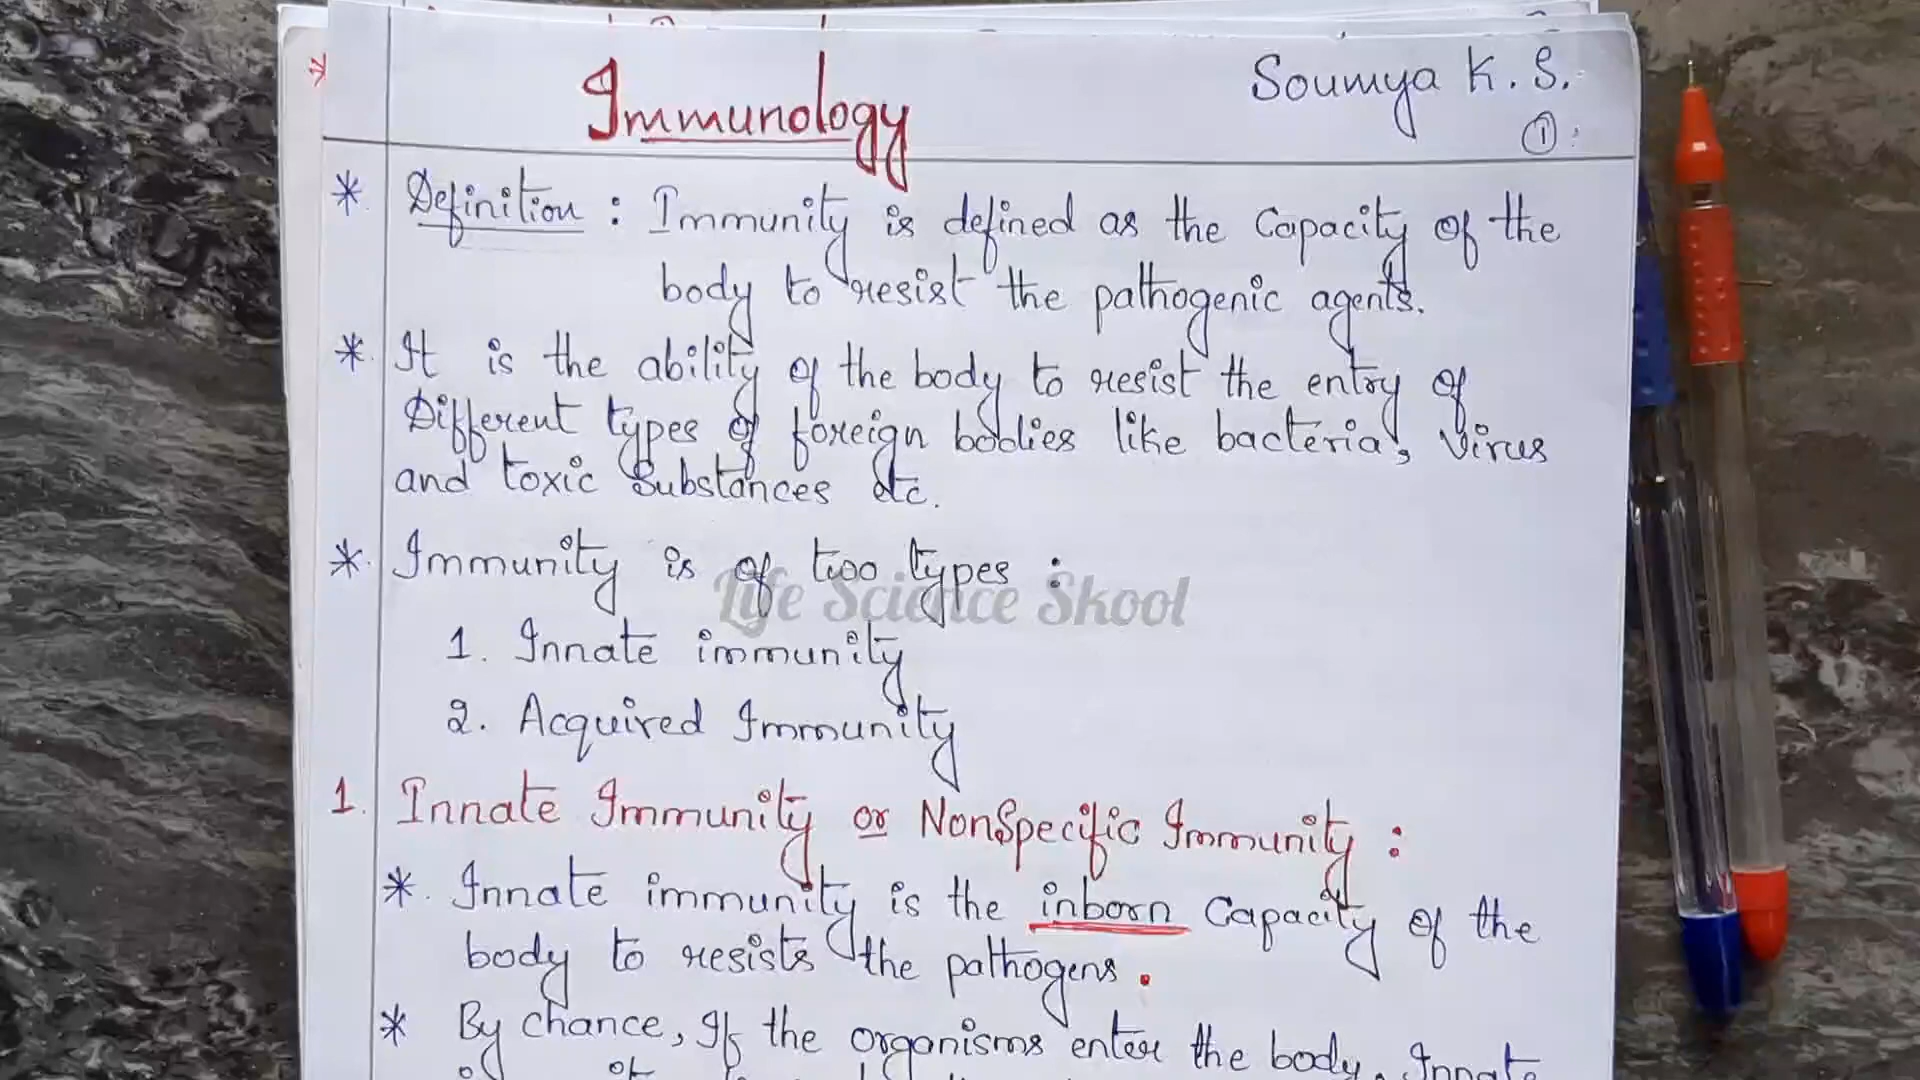 Immunology
Soumya K. S.
1
* Definition : Immunity is defined as the Capacity of the
body to resist the pathogenic agents.
* It is the ability of the body to resist the entry of
Different types of foreign bodies like bacteria, Virus
and toxic Substances etc.
* Immunity is of two types :
Life Science Skool
1. Innate immunity
2. Acquired Immunity
1. Innate Immunity or NonSpecific Immunity :
* Innate immunity is the inborn Capacity of the
body to resists the pathogens.
* By chance, If the organisms enter the body, Innate